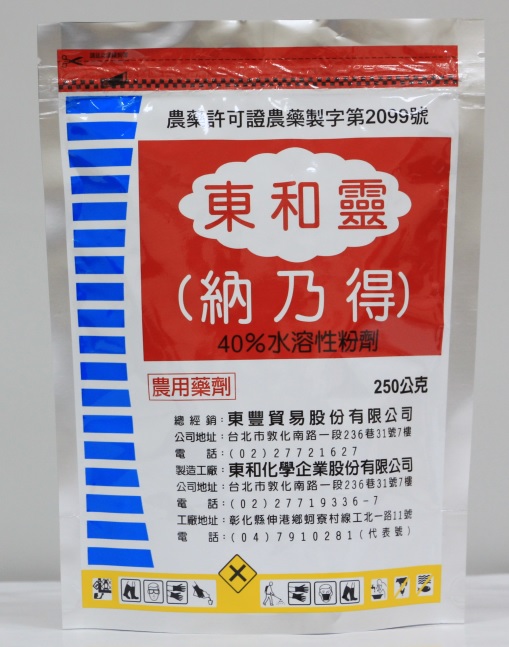 農藥許可證農藥製字第2099號
東和靈
(納乃得)
40%水溶性粉劑
農用藥劑
250公克
總經銷:東豐貿易股份有限公司
公司地址:台北市敦化南路一段236巷31號7樓
電話:(02)27721627
製造工廠:東和化學企業股份有限公司
公司地址:台北市敦化南路一段236巷31號7樓
電話:(02)27719336-7
工廠地址:彰化縣伸港鄉蚵寮村線工北一路11號
電話:(04)7910281(代表號)